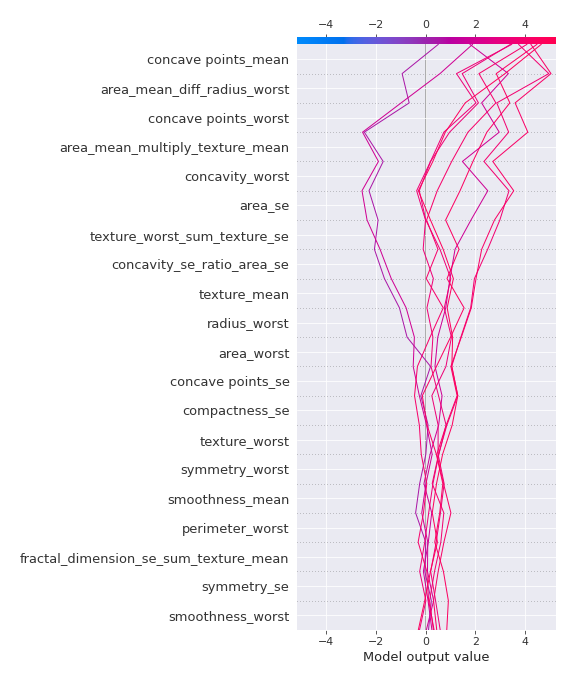 −4 −2 0 2 4
concave points_mean
area_mean_diff_radius_worst
concave points_worst
area_mean_multiply_texture_mean
concavity_worst
area_se
texture_worst_sum_texture_se
concavity_se_ratio_area_se
texture_mean
radius_worst
area_worst
concave points_se
compactness_se
texture_worst
symmetry_worst
smoothness_mean
perimeter_worst
fractal_dimension_se_sum_texture_mean
symmetry_se
smoothness_worst
−4 −2 0 2 4
Model output value